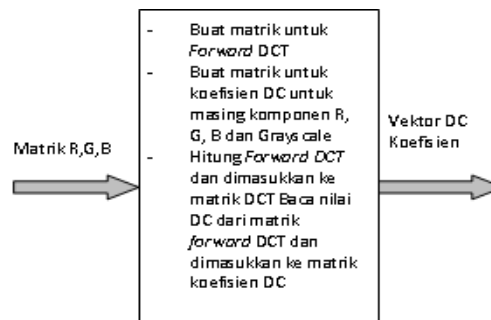 Matrik R,G,B
- Buat matrik untuk
Forward DCT
- Buat matrik untuk
koefisien DC untuk
masing komponen R,
G, B dan Grayscale
- Hitung Forward DCT
dan dimasukkan ke
matrik DCT Baca nilai
DC dari matrik
forward DCT dan
dimasukkan ke matrik
koefisien DC
Vektor DC
Koefisien